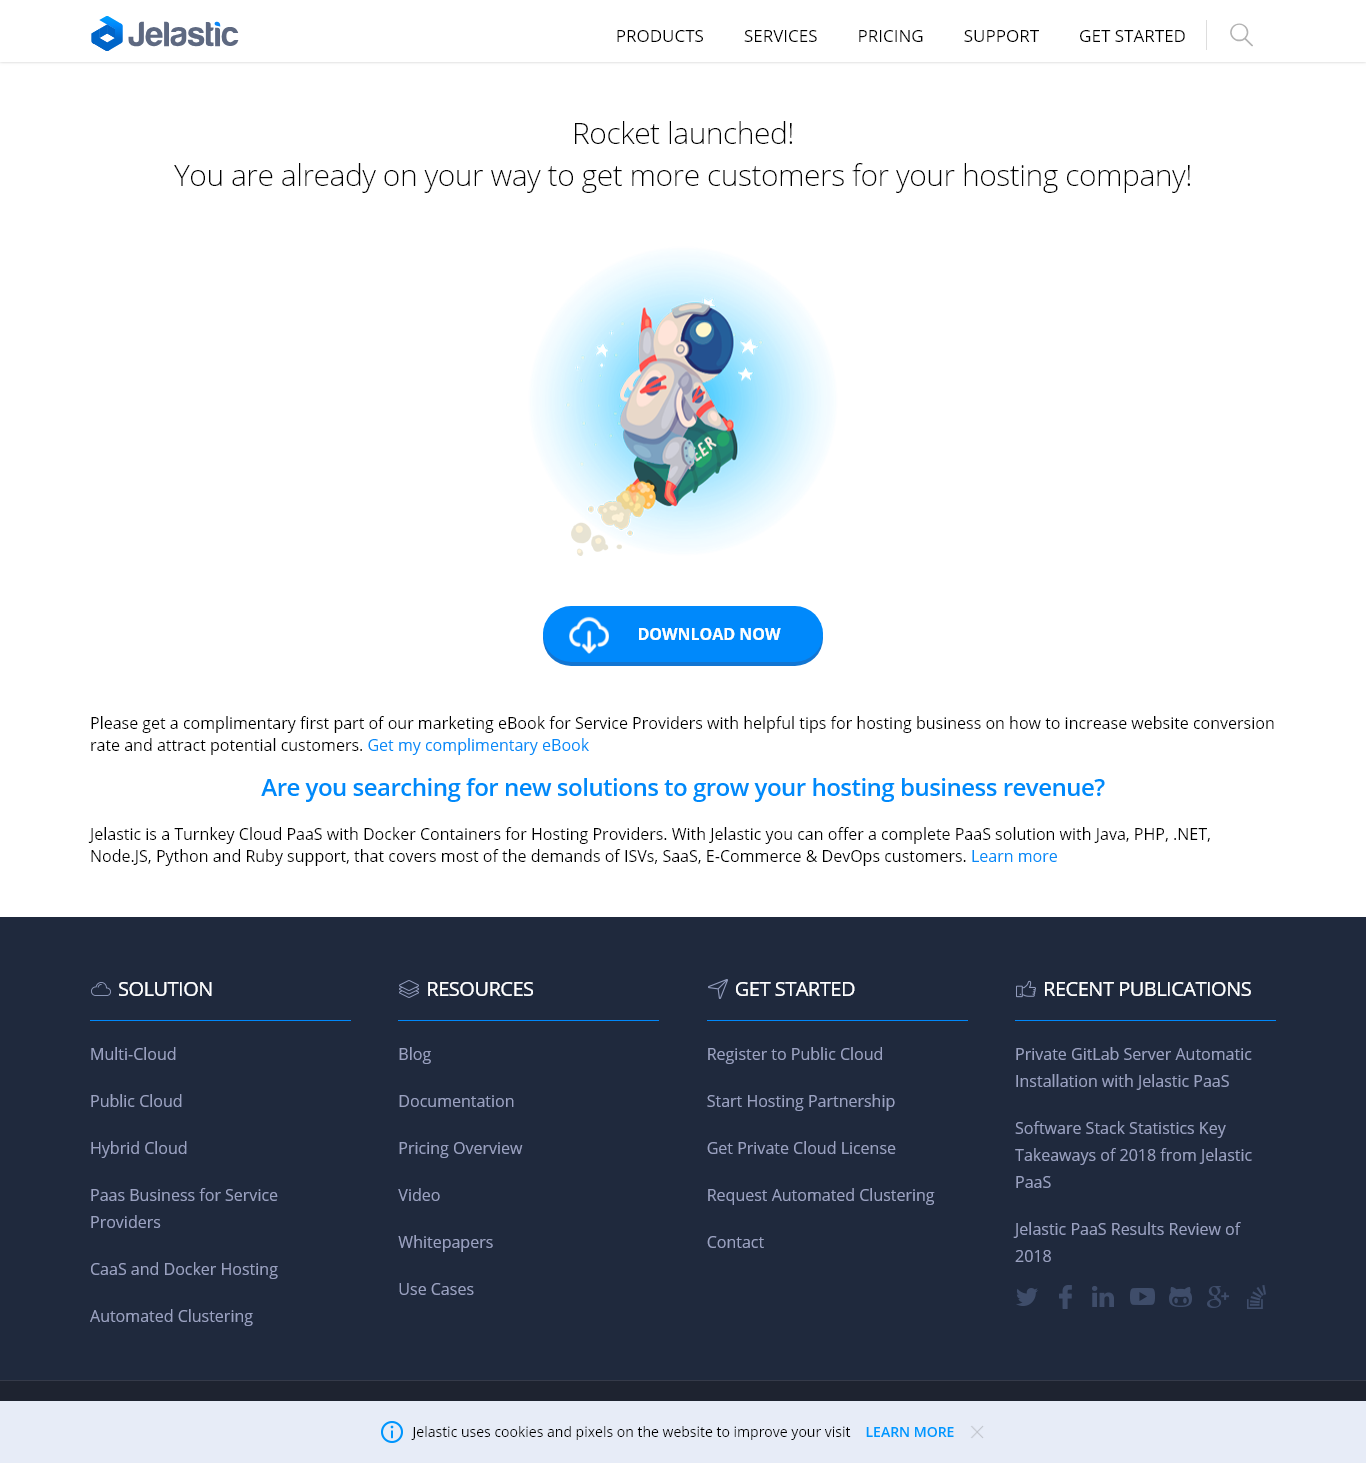 Jelastic
PRODUCTS SERVICES PRICING SUPPORT GET STARTED
Rocket launched!
You are already on your way to get more customers for your hosting company!
EER
DOWNLOAD NOW
Please get a complimentary first part of our marketing eBook for Service Providers with helpful tips for hosting business on how to increase website conversion
rate and attract potential customers. Get my complimentary eBook
Are you searching for new solutions to grow your hosting business revenue?
Jelastic is a Turnkey Cloud PaaS with Docker Containers for Hosting Providers. With Jelastic you can offer a complete PaaS solution with Java, PHP, .NET,
Node.JS, Python and Ruby support, that covers most of the demands of ISVs, SaaS, E-Commerce & DevOps customers. Learn more
SOLUTION
Multi-Cloud
Public Cloud
Hybrid Cloud
Paas Business for Service
Providers
CaaS and Docker Hosting
Automated Clustering
RESOURCES
Blog
Documentation
Pricing Overview
Video
Whitepapers
Use Cases
GET STARTED
Register to Public Cloud
Start Hosting Partnership
Get Private Cloud License
Request Automated Clustering
Contact
RECENT PUBLICATIONS
Private GitLab Server Automatic
Installation with Jelastic PaaS
Software Stack Statistics Key
Takeaways of 2018 from Jelastic
PaaS
Jelastic PaaS Results Review of
2018
Jelastic uses cookies and pixels on the website to improve your visit LEARN MORE